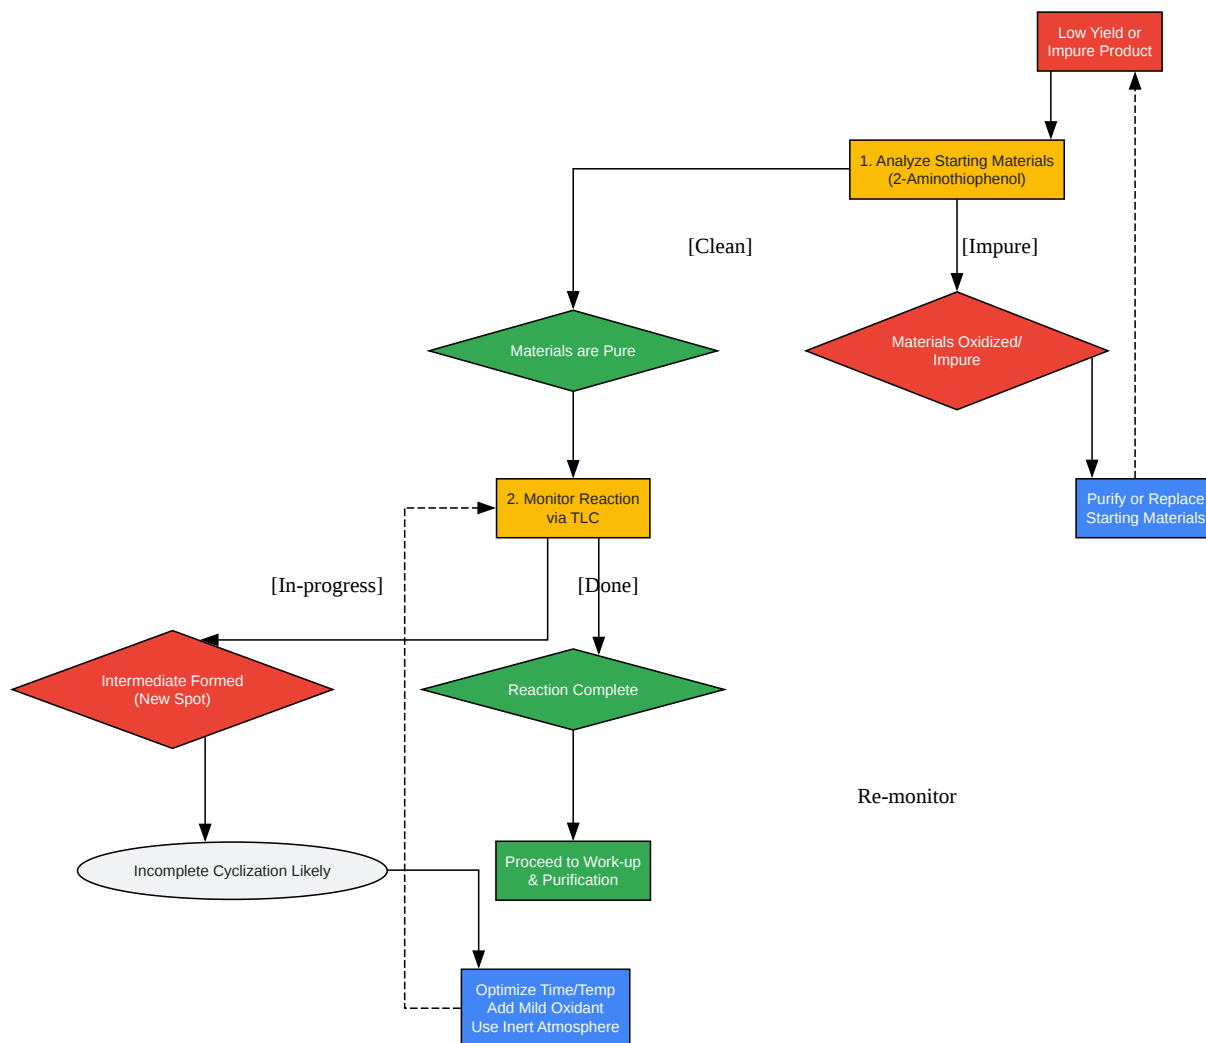 Low Yield or
Impure Product
1. Analyze Starting Materials
(2-Aminothiophenol)
[Clean]
[Impure]
Materials are Pure
Materials Oxidized/
Impure
2. Monitor Reaction
via TLC
Purify or Replace
Starting Materials
[In-progress]
[Done]
Intermediate Formed
(New Spot)
Reaction Complete
Re-monitor
Incomplete Cyclization Likely
Proceed to Work-up
& Purification
Optimize Time/Temp
Add Mild Oxidant
Use Inert Atmosphere